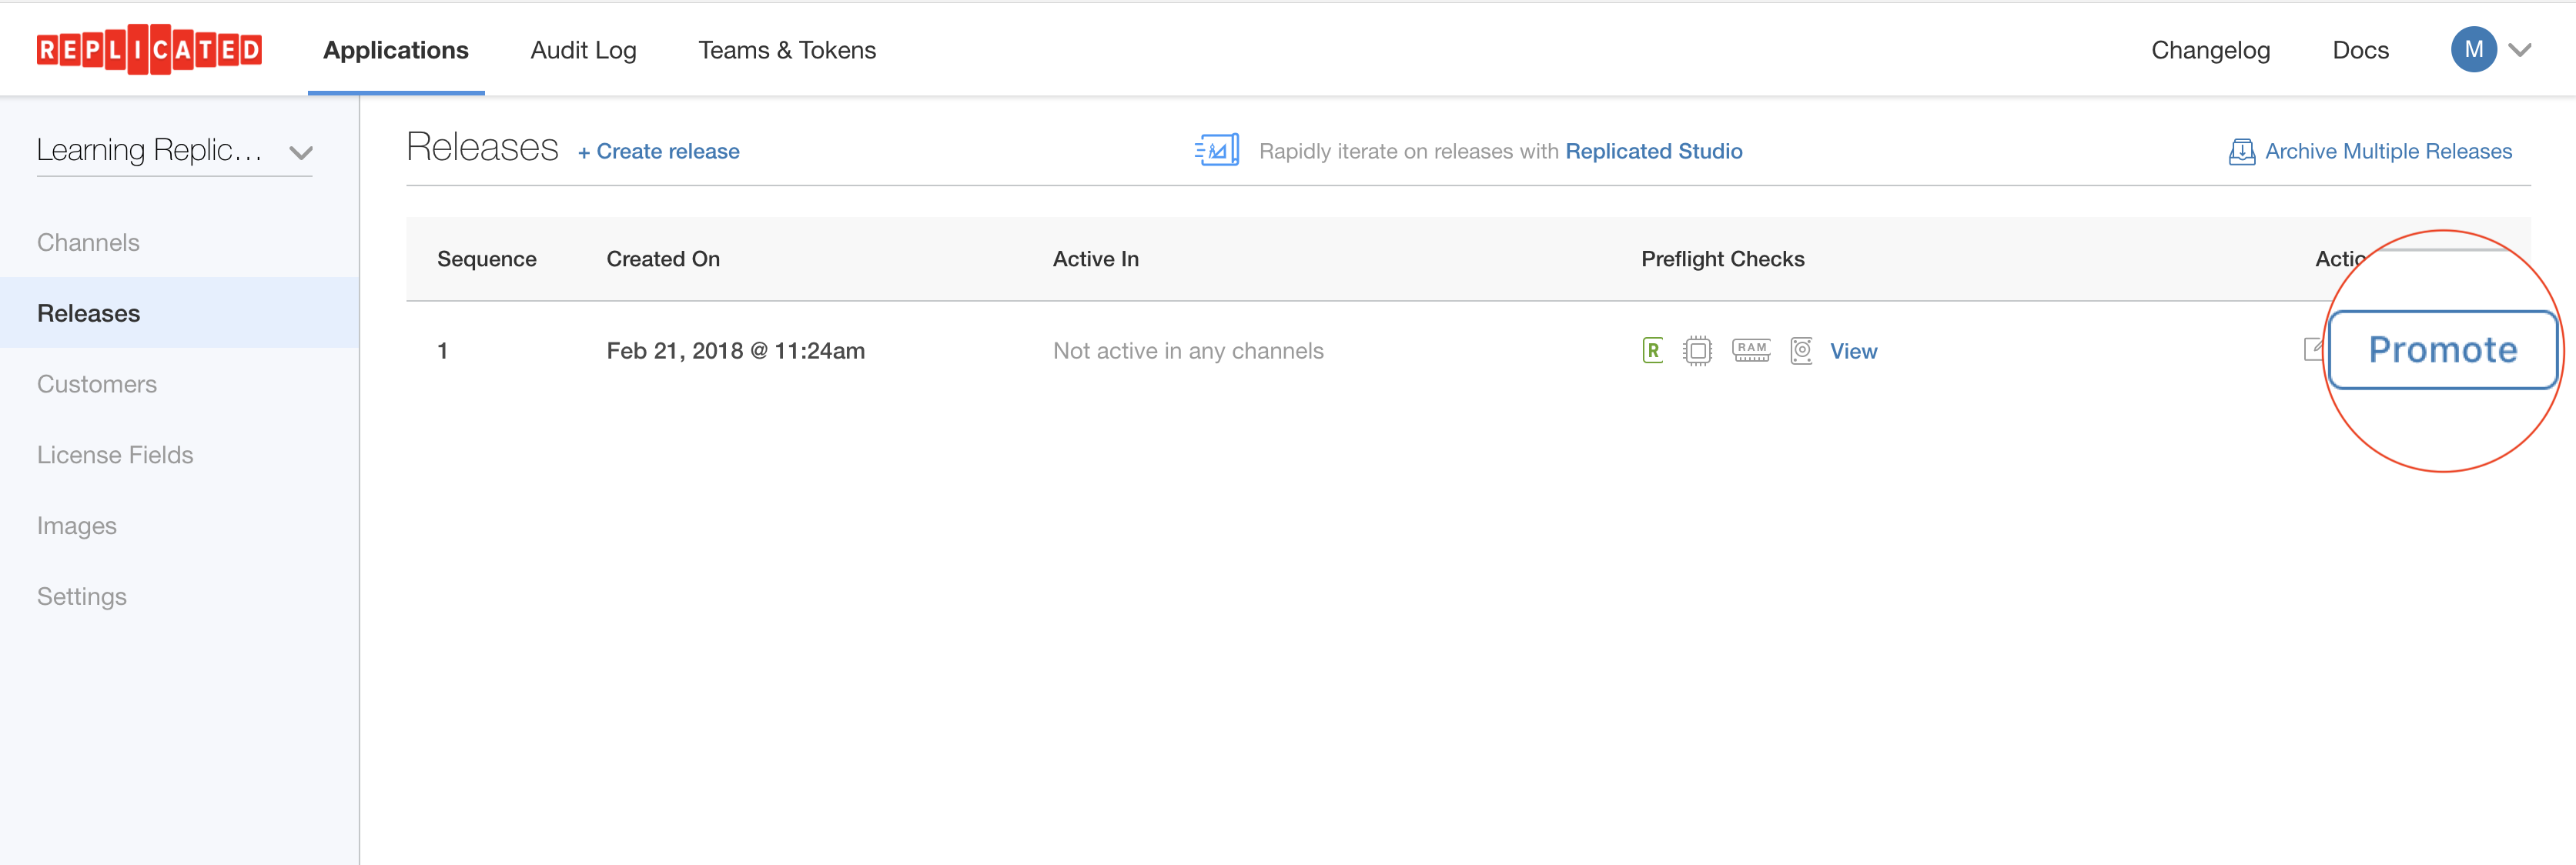 REPLICATED Applications Audit Log Teams & Tokens Changelog Docs M
Learning Replic...
Channels
Releases
Customers
License Fields
Images
Settings
Releases + Create release Rapidly iterate on releases with Replicated Studio Archive Multiple Releases
Sequence Created On Active In Preflight Checks Actio
1 Feb 21, 2018 @ 11:24am Not active in any channels R RAM View Promote